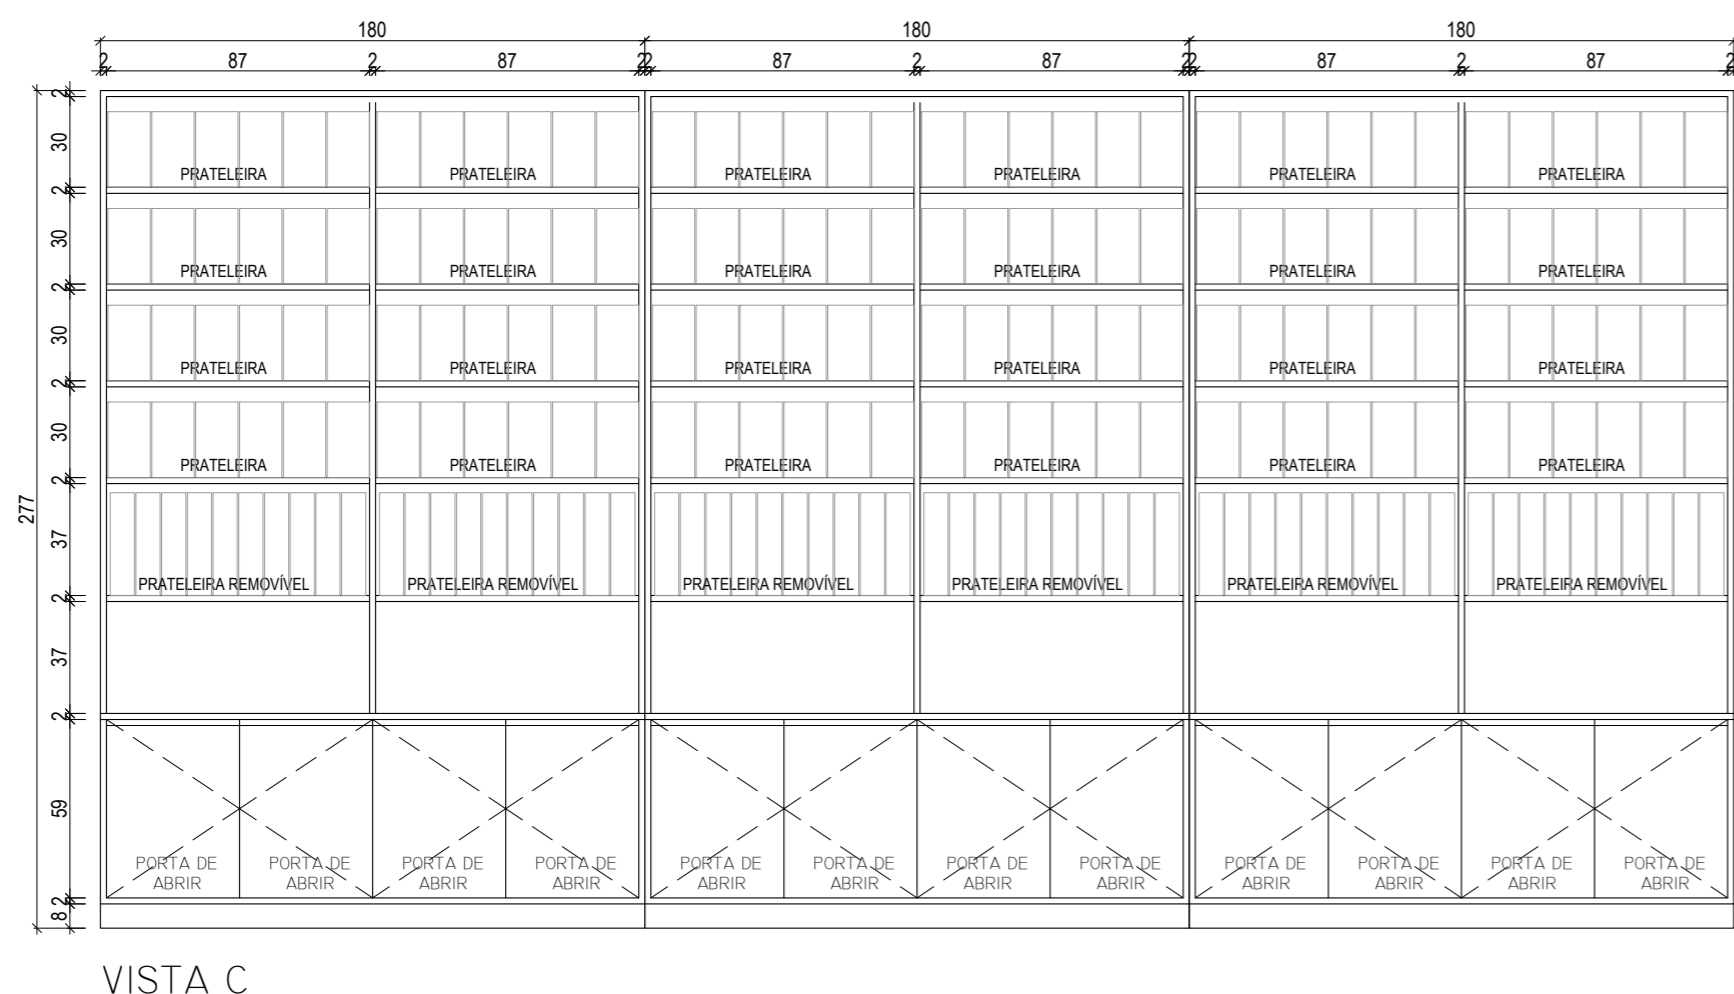 180 180 180
2 87 2 87 2 2 87 2 87 2 2 87 2 87 2
2
30
PRATELEIRA PRATELEIRA PRATELEIRA PRATELEIRA PRATELEIRA PRATELEIRA
2
30
PRATELEIRA PRATELEIRA PRATELEIRA PRATELEIRA PRATELEIRA PRATELEIRA
2
30
PRATELEIRA PRATELEIRA PRATELEIRA PRATELEIRA PRATELEIRA PRATELEIRA
2
30
PRATELEIRA PRATELEIRA PRATELEIRA PRATELEIRA PRATELEIRA PRATELEIRA
2
277
37
PRATELEIRA REMOVÍVEL PRATELEIRA REMOVÍVEL PRATELEIRA REMOVÍVEL PRATELEIRA REMOVÍVEL PRATELEIRA REMOVÍVEL PRATELEIRA REMOVÍVEL
2
37
2
59
PORTA DE PORTA DE PORTA DE PORTA DE PORTA DE PORTA DE PORTA DE PORTA DE PORTA DE PORTA DE PORTA DE PORTA DE
ABRIR ABRIR ABRIR ABRIR ABRIR ABRIR ABRIR ABRIR ABRIR ABRIR ABRIR ABRIR
2
8
VISTA C